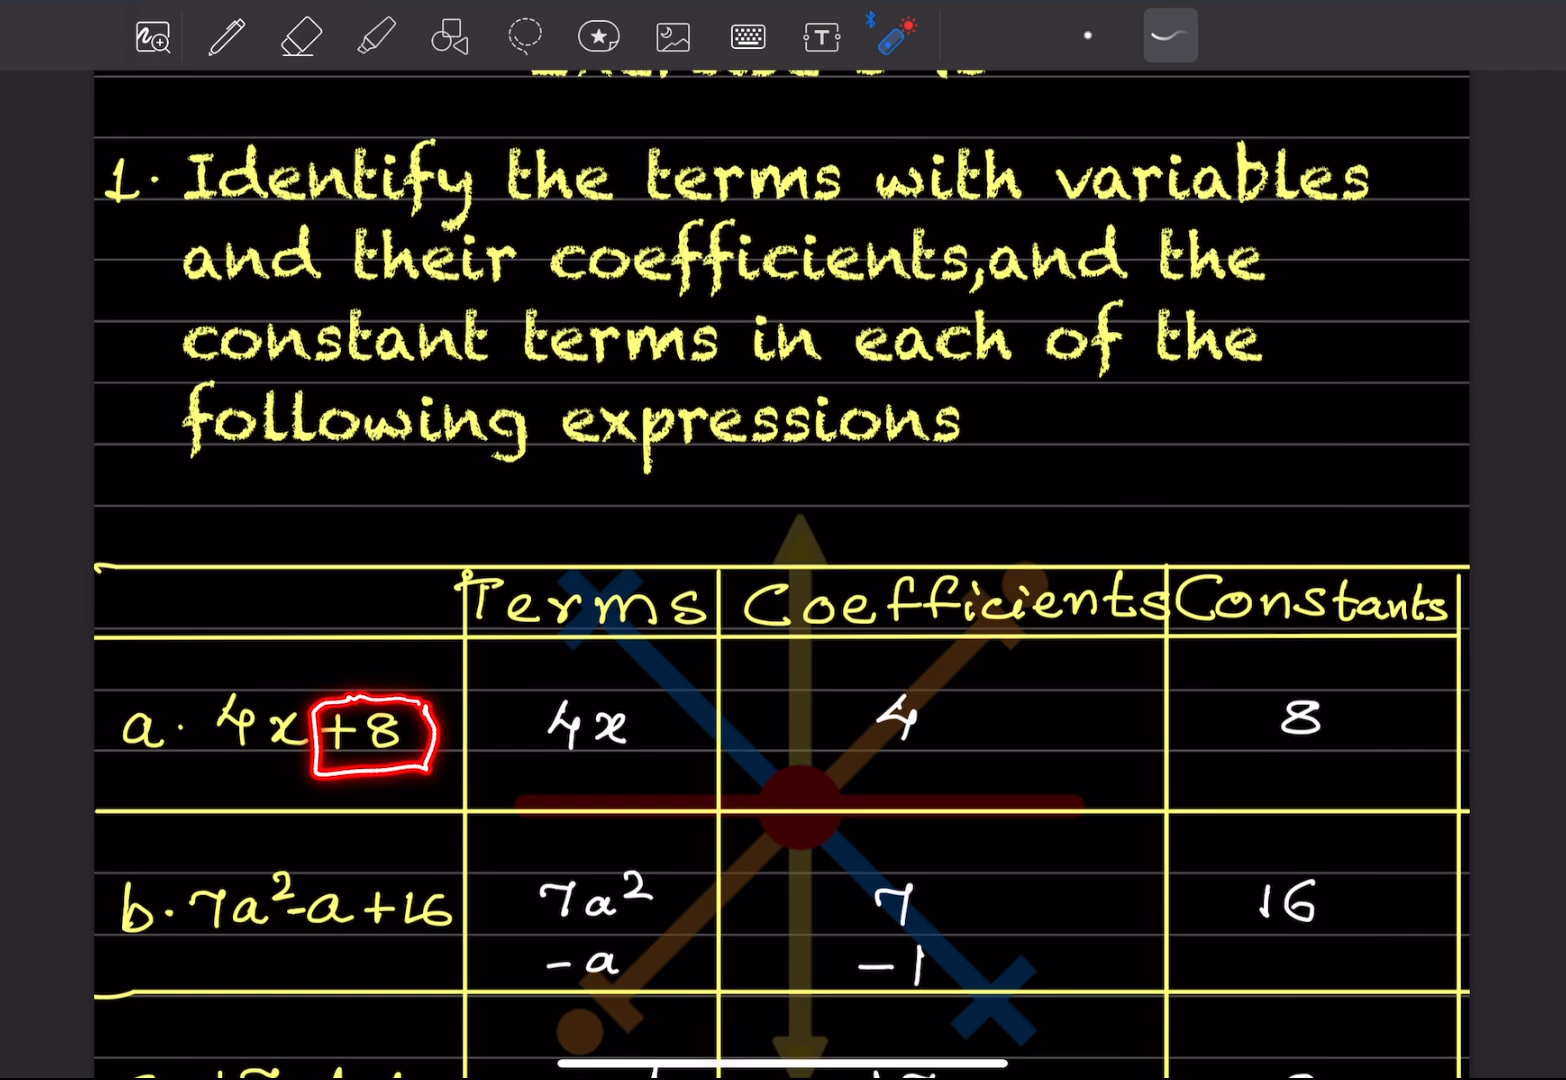 1. Identify the terms with variables
and their coefficients,and the
constant terms in each of the
following expressions
Terms Coefficients Constants
a. 4x+8 4x 4 8
b. 7a²-a+16 7a² 7 16
-a -1